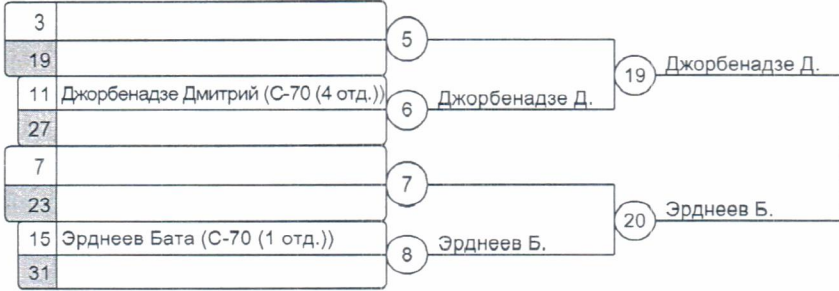 3
5
19
19 Джорбенадзе Д.
11 Джорбенадзе Дмитрий (С-70 (4 отд.))
6 Джорбенадзе Д.
27
7
7
23
20 Эрднеев Б.
15 Эрднеев Бата (С-70 (1 отд.))
8 Эрднеев Б.
31